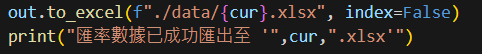 out.to_excel(f"./data/{cur}.xlsx", index=False)
print("匯率數據已成功匯出至 '",cur,".xlsx'")